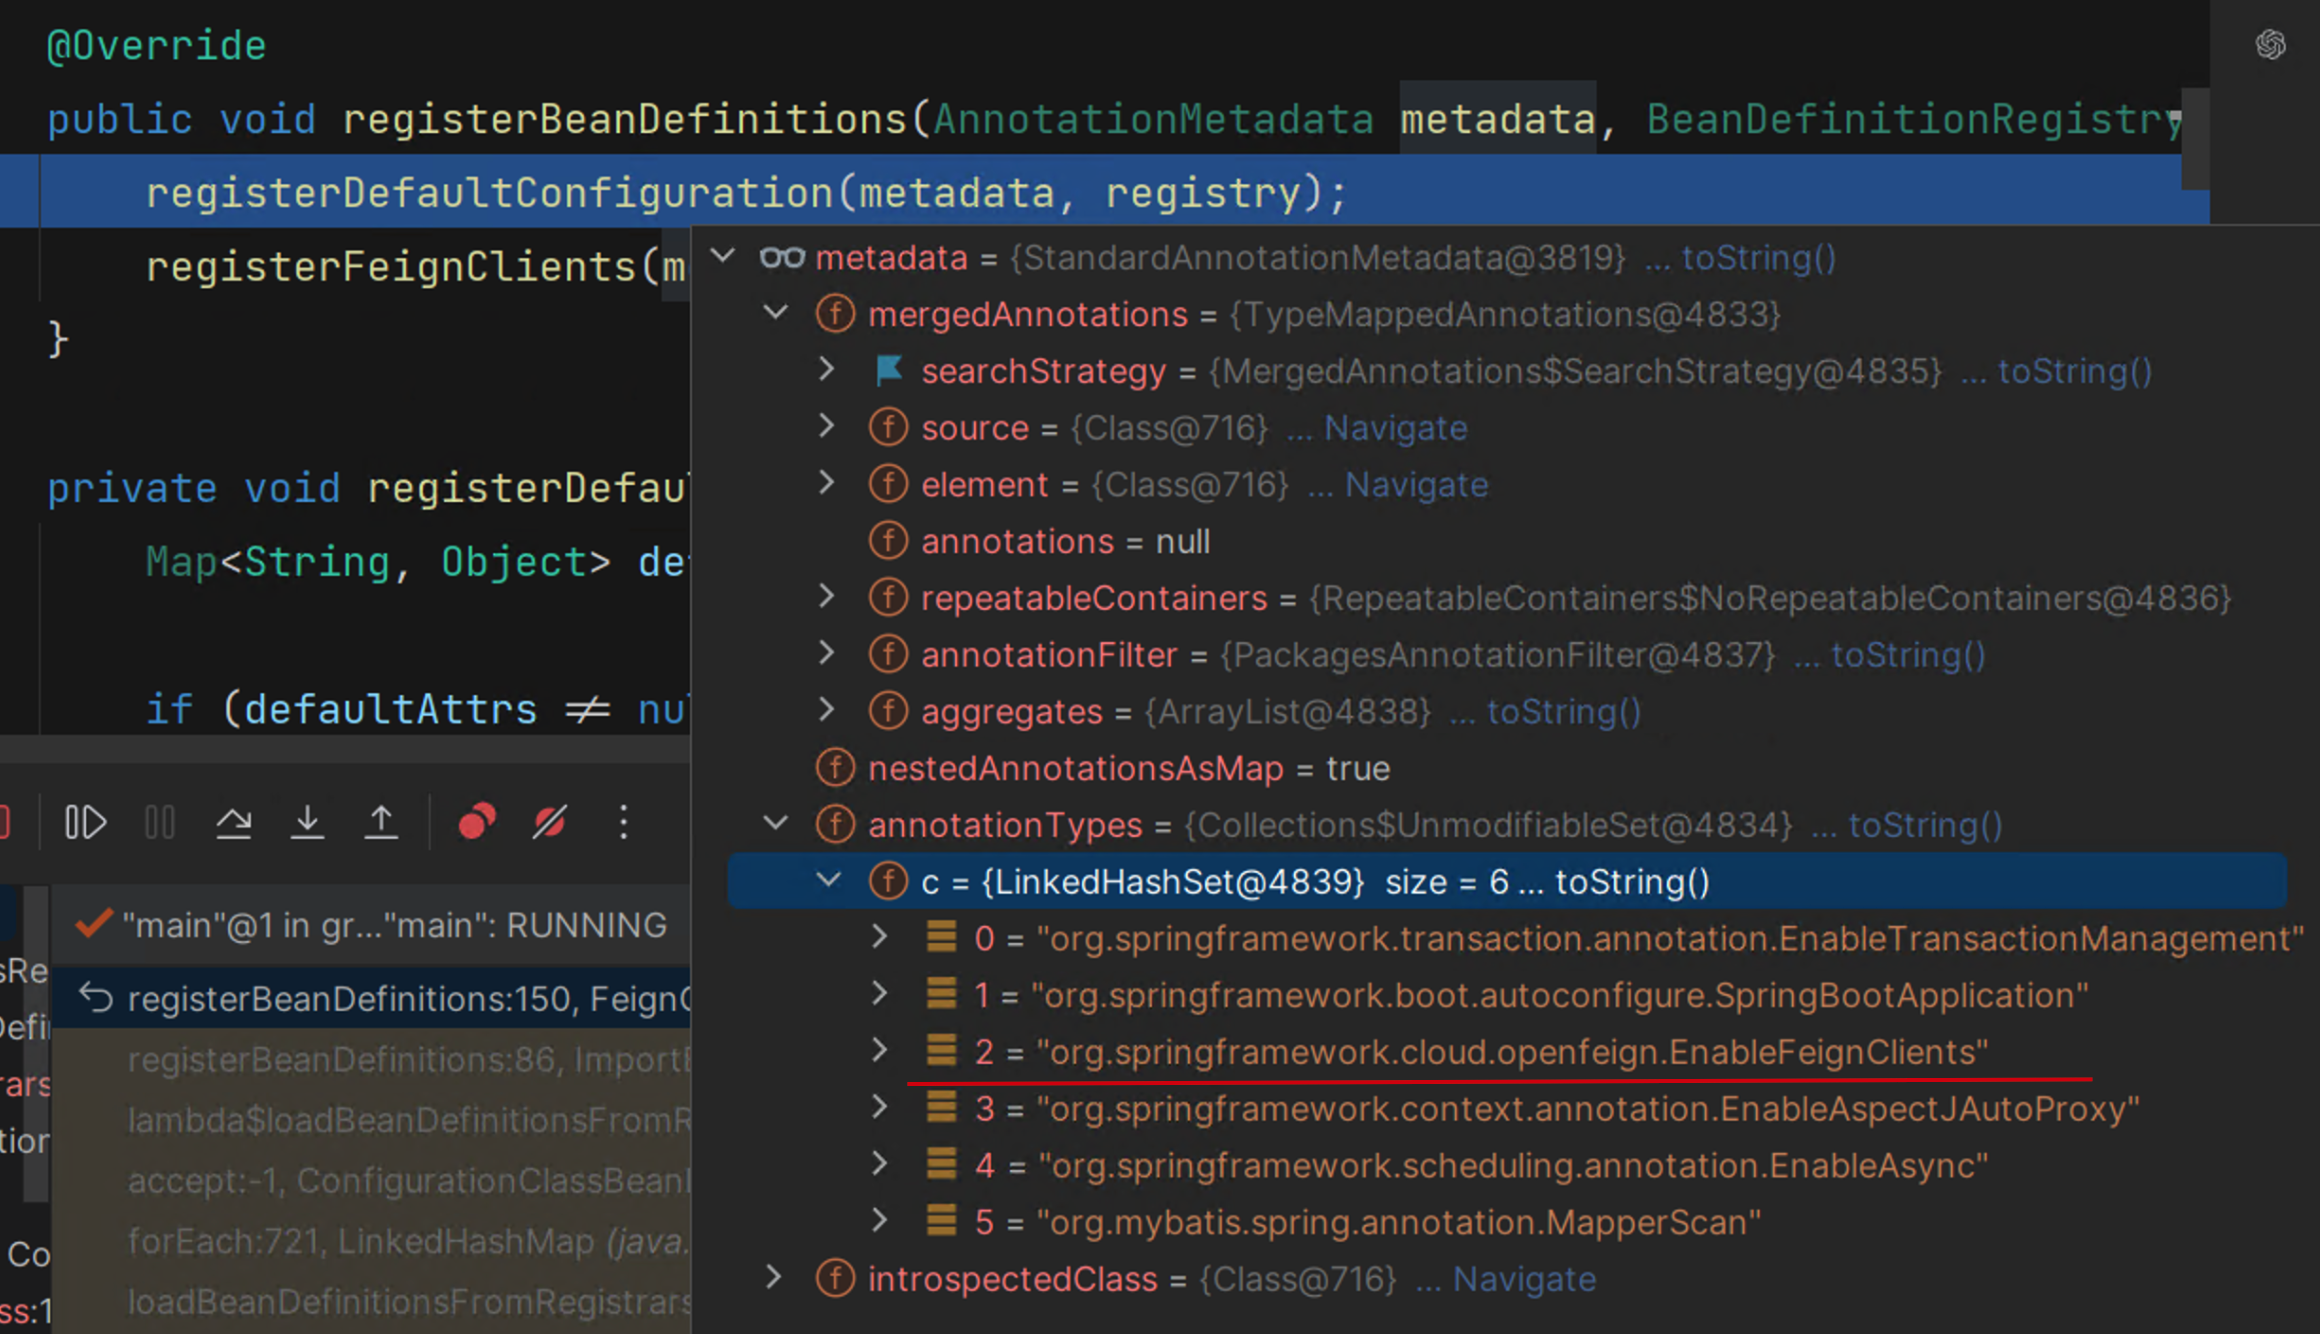 @Override
public void registerBeanDefinitions(AnnotationMetadata metadata, BeanDefinitionRegistry
registerDefaultConfiguration(metadata, registry);
registerFeignClients(m
}
private void registerDefau
Map<String, Object> de
if (defaultAttrs ≠ nu
metadata = {StandardAnnotationMetadata@3819} ... toString()
mergedAnnotations = {TypeMappedAnnotations@4833}
searchStrategy = {MergedAnnotations$SearchStrategy@4835} ... toString()
source = {Class@716} ... Navigate
element = {Class@716} ... Navigate
annotations = null
repeatableContainers = {RepeatableContainers$NoRepeatableContainers@4836}
annotationFilter = {PackagesAnnotationFilter@4837} ... toString()
aggregates = {ArrayList@4838} ... toString()
nestedAnnotationsAsMap = true
annotationTypes = {Collections$UnmodifiableSet@4834} ... toString()
c = {LinkedHashSet@4839} size = 6 ... toString()
0 = "org.springframework.transaction.annotation.EnableTransactionManagement"
1 = "org.springframework.boot.autoconfigure.SpringBootApplication"
2 = "org.springframework.cloud.openfeign.EnableFeignClients"
3 = "org.springframework.context.annotation.EnableAspectJAutoProxy"
4 = "org.springframework.scheduling.annotation.EnableAsync"
5 = "org.mybatis.spring.annotation.MapperScan"
introspectedClass = {Class@716} ... Navigate
"main"@1 in gr..."main": RUNNING
registerBeanDefinitions:150, Feign
registerBeanDefinitions:86, Import
lambda$loadBeanDefinitionsFromR
accept:-1, ConfigurationClassBean
forEach:721, LinkedHashMap (java.
loadBeanDefinitionsFromRegistrars
sRe
Defi
rars
tion
Co
ss:1